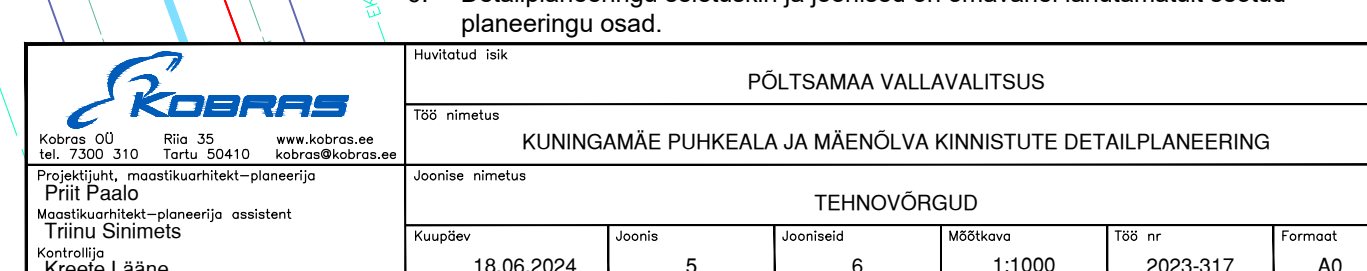 planeeringu osad.
KOBRAS
Kobras OÜ Riia 35 www.kobras.ee
tel. 7300 310 Tartu 50410 kobras@kobras.ee
Huvitatud isik
PÕLTSAMAA VALLAVALITSUS
Töö nimetus
KUNINGAMÄE PUHKEALA JA MÄENÕLVA KINNISTUTE DETAILPLANEERING
Projektijuht, maastikuarhitekt-planeerija
Priit Paalo
Maastikuarhitekt-planeerija assistent
Triinu Sinimets
Kontrollija
Kreete Lääne
Joonise nimetus
TEHNOVÕRGUD
Kuupäev Joonis Jooniseid Mõõtkava Töö nr Formaat
18.06.2024 5 6 1:1000 2023-317 A0